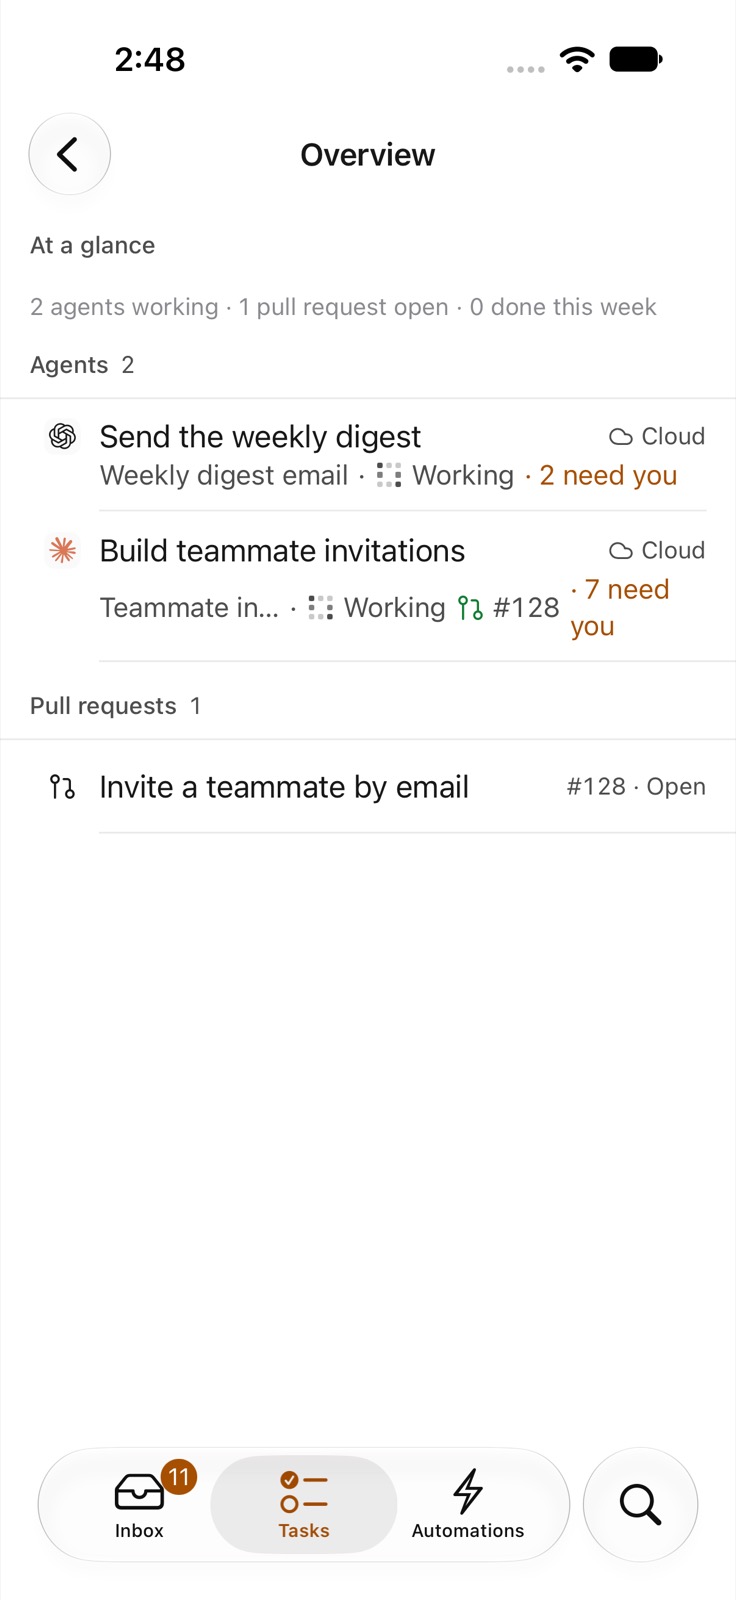 2:48
Overview
At a glance
2 agents working · 1 pull request open · 0 done this week
Agents 2
Send the weekly digest Cloud
Weekly digest email · Working · 2 need you
Build teammate invitations Cloud
Teammate in... · Working #128 · 7 need you
Pull requests 1
Invite a teammate by email #128 · Open
11
Inbox Tasks Automations